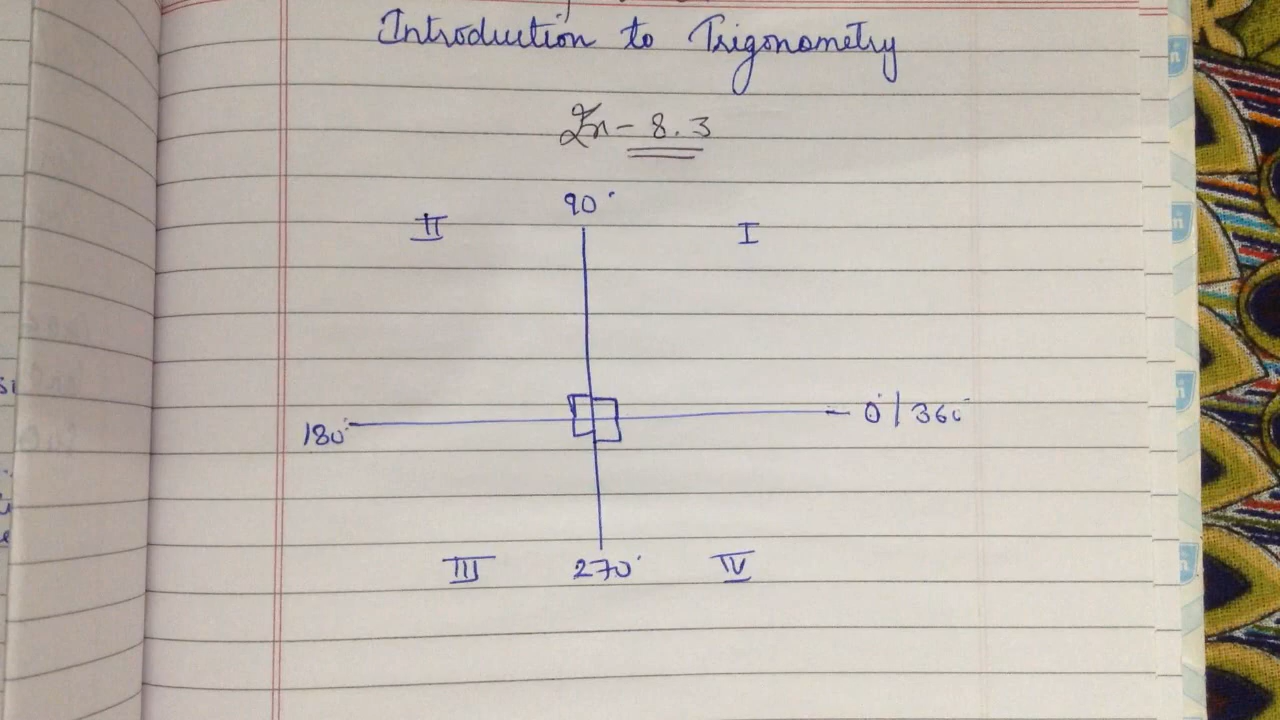 Introduction to Trigonometry
Ex - 8.3
90°
II I
180° 0° / 360°
III 270° IV